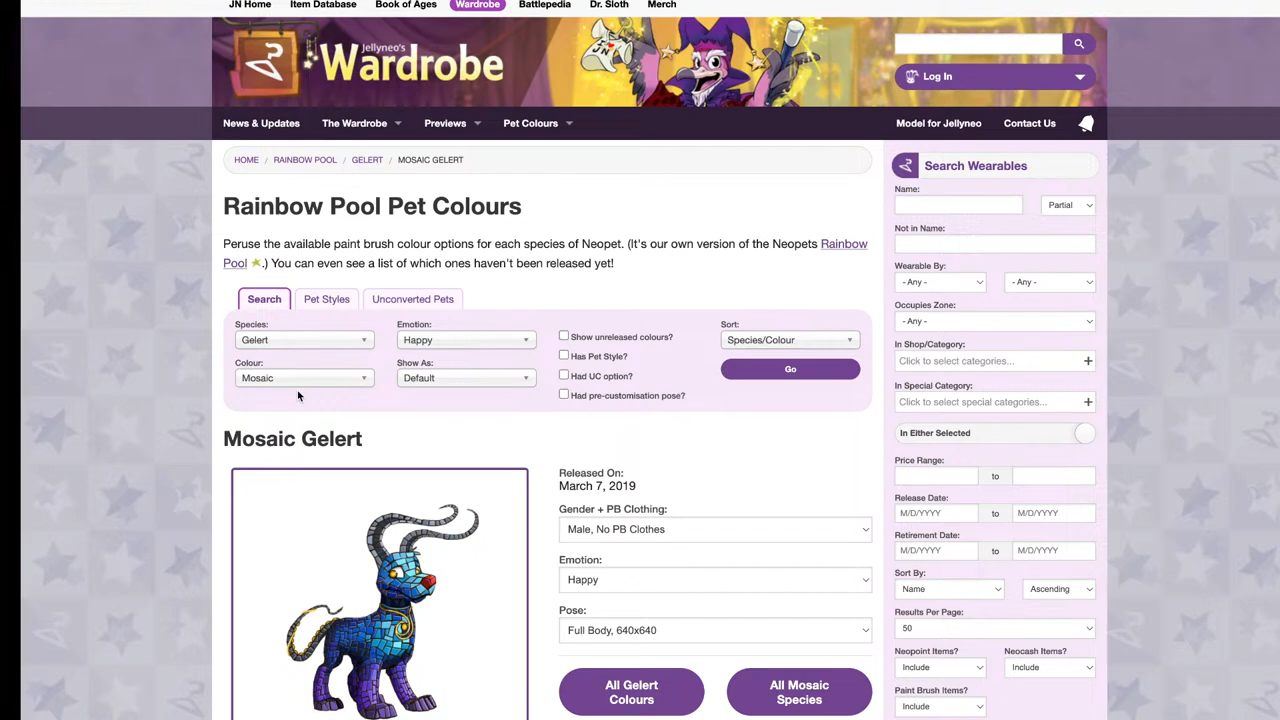 JN Home Item Database Book of Ages Wardrobe Battlepedia Dr. Sloth Merch
Jellyneo's
Wardrobe
JN
Log In
News & Updates The Wardrobe Previews Pet Colours Model for Jellyneo Contact Us
HOME / RAINBOW POOL / GELERT / MOSAIC GELERT
Rainbow Pool Pet Colours
Peruse the available paint brush colour options for each species of Neopet. (It's our own version of the Neopets Rainbow
Pool .) You can even see a list of which ones haven't been released yet!
Search Pet Styles Unconverted Pets
Species: Emotion: Sort:
Gelert Happy Show unreleased colours? Species/Colour
Has Pet Style?
Colour: Show As:
Mosaic Default Had UC option? Go
Had pre-customisation pose?
Mosaic Gelert
Released On:
March 7, 2019
Gender + PB Clothing:
Male, No PB Clothes
Emotion:
Happy
Pose:
Full Body, 640x640
All Gelert
Colours
All Mosaic
Species
Search Wearables
Name:
Partial
Not in Name:
Wearable By:
- Any - - Any -
Occupies Zone:
- Any -
In Shop/Category:
Click to select categories... +
In Special Category:
Click to select special categories... +
In Either Selected
Price Range:
to
Release Date:
M/D/YYYY to M/D/YYYY
Retirement Date:
M/D/YYYY to M/D/YYYY
Sort By:
Name Ascending
Results Per Page:
50
Neopoint Items? Neocash Items?
Include Include
Paint Brush Items?
Include